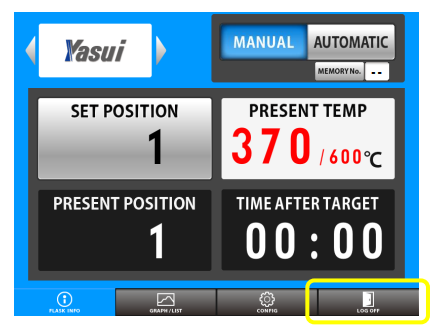 Yasui
MANUAL
AUTOMATIC
MEMORY No. --
SET POSITION
1
PRESENT TEMP
370 /600℃
PRESENT POSITION
1
TIME AFTER TARGET
00:00
FLASK INFO
GRAPH / LIST
CONFIG
LOG OFF